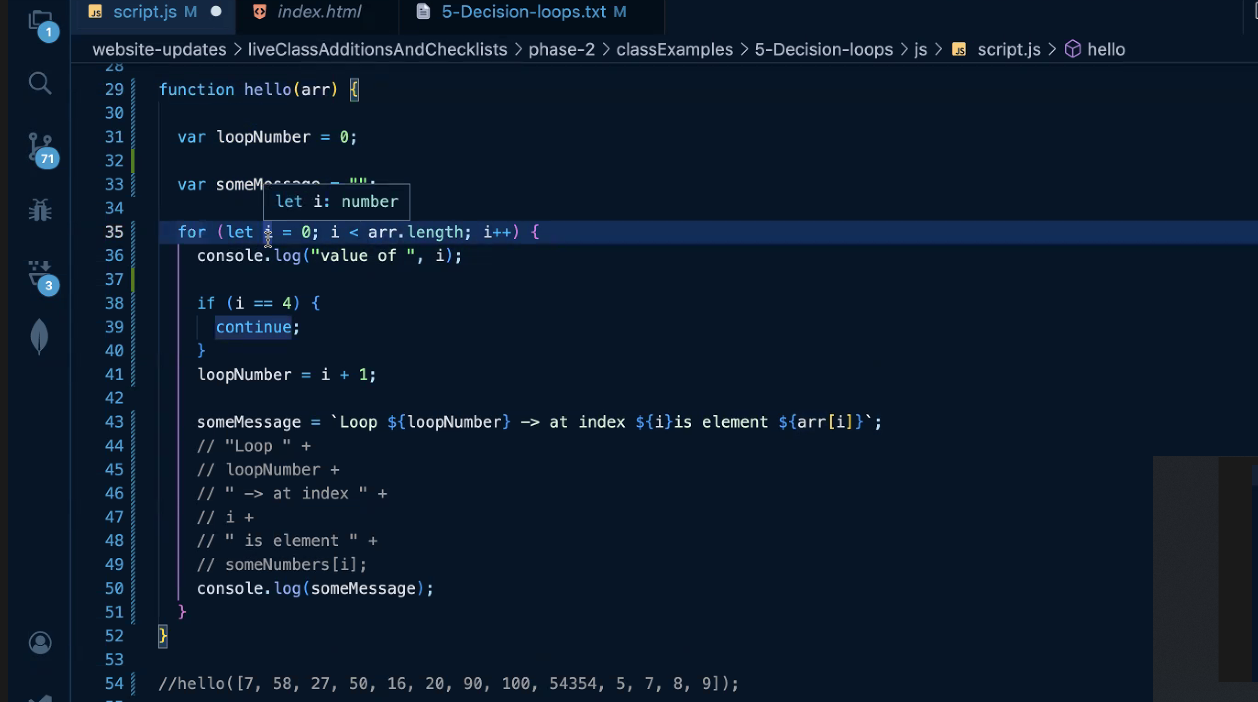 script.js M
index.html
5-Decision-loops.txt M
website-updates > liveClassAdditionsAndChecklists > phase-2 > classExamples > 5-Decision-loops > js > script.js > hello
1
71
3
28
29 function hello(arr) {
30
31 var loopNumber = 0;
32
33 var someMessage = "";
let i: number
34
35 for (let i = 0; i < arr.length; i++) {
36 console.log("value of ", i);
37
38 if (i == 4) {
39 continue;
40 }
41 loopNumber = i + 1;
42
43 someMessage = `Loop ${loopNumber} -> at index ${i}is element ${arr[i]}`;
44 // "Loop " +
45 // loopNumber +
46 // " -> at index " +
47 // i +
48 // " is element " +
49 // someNumbers[i];
50 console.log(someMessage);
51 }
52 }
53
54 //hello([7, 58, 27, 50, 16, 20, 90, 100, 54354, 5, 7, 8, 9]);